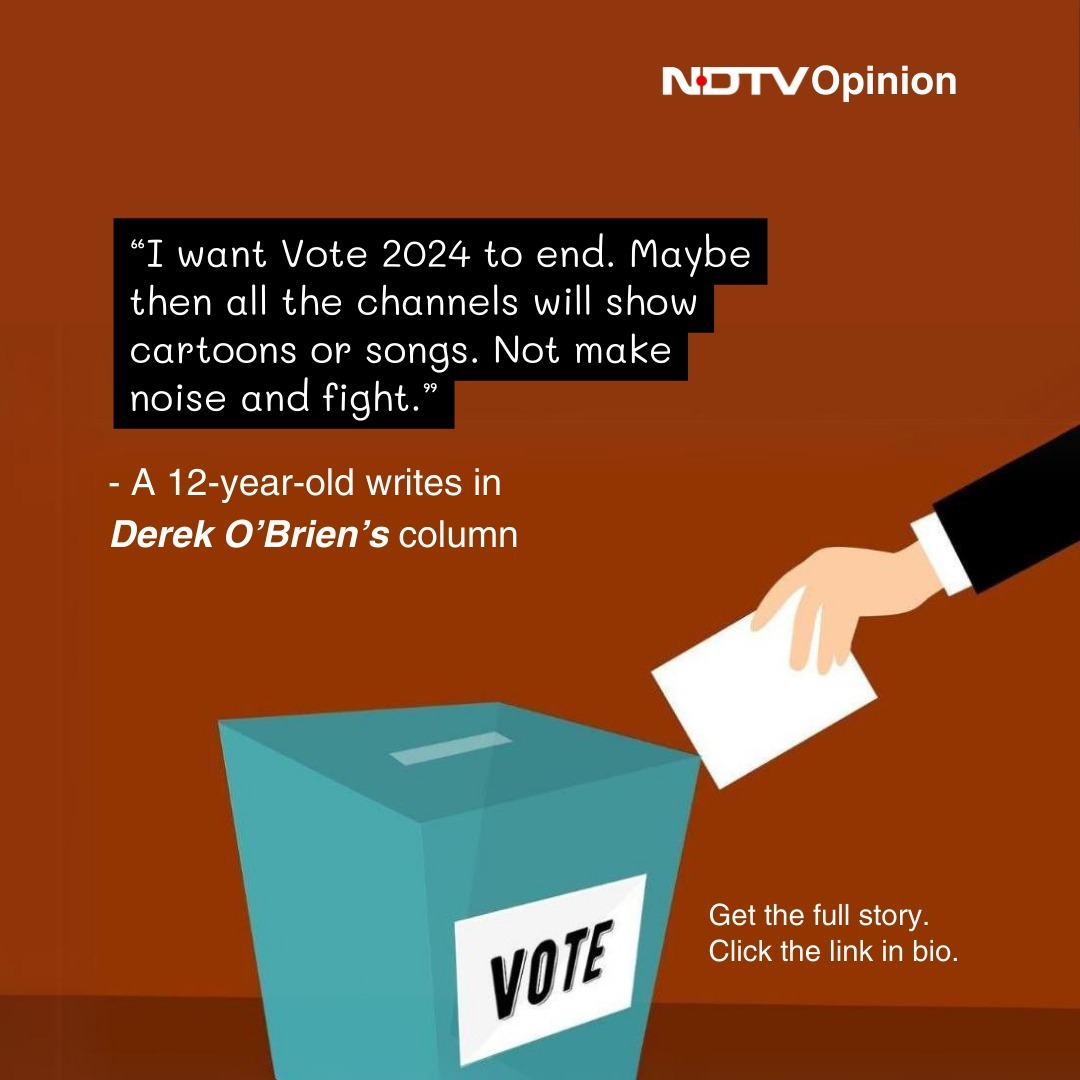 NDTV Opinion
“I want Vote 2024 to end. Maybe
then all the channels will show
cartoons or songs. Not make
noise and fight.”
- A 12-year-old writes in
Derek O’Brien’s column
VOTE
Get the full story.
Click the link in bio.